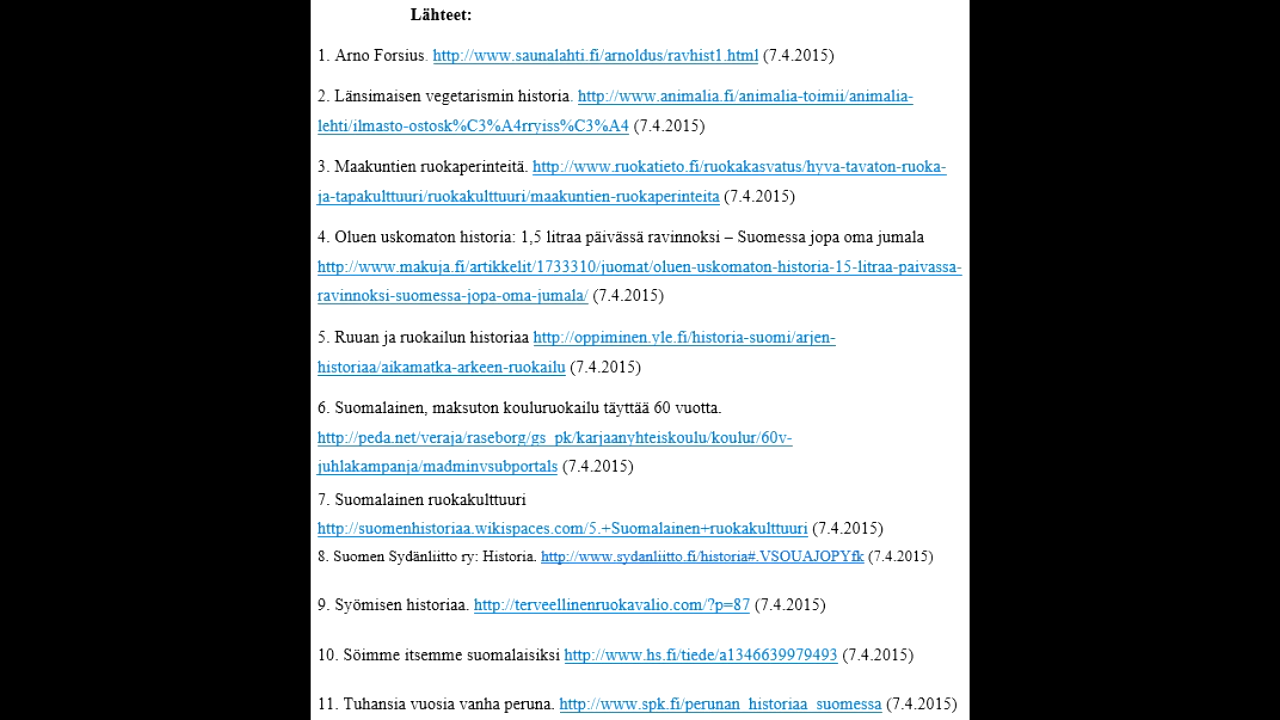 Lähteet:
1. Arno Forsius. http://www.saunalahti.fi/arnoldus/ravhist1.html (7.4.2015)
2. Länsimaisen vegetarismin historia. http://www.animalia.fi/animalia-toimii/animalia-
lehti/ilmasto-ostosk%C3%A4rryiss%C3%A4 (7.4.2015)
3. Maakuntien ruokaperinteitä. http://www.ruokatieto.fi/ruokakasvatus/hyva-tavaton-ruoka-
ja-tapakulttuuri/ruokakulttuuri/maakuntien-ruokaperinteita (7.4.2015)
4. Oluen uskomaton historia: 1,5 litraa päivässä ravinnoksi – Suomessa jopa oma jumala
http://www.makuja.fi/artikkelit/1733310/juomat/oluen-uskomaton-historia-15-litraa-paivassa-
ravinnoksi-suomessa-jopa-oma-jumala/ (7.4.2015)
5. Ruuan ja ruokailun historiaa http://oppiminen.yle.fi/historia-suomi/arjen-
historiaa/aikamatka-arkeen-ruokailu (7.4.2015)
6. Suomalainen, maksuton kouluruokailu täyttää 60 vuotta.
http://peda.net/veraja/raseborg/gs_pk/karjaanyhteiskoulu/koulur/60v-
juhlakampanja/madminvsubportals (7.4.2015)
7. Suomalainen ruokakulttuuri
http://suomenhistoriaa.wikispaces.com/5.+Suomalainen+ruokakulttuuri (7.4.2015)
8. Suomen Sydänliitto ry: Historia. http://www.sydanliitto.fi/historia#.VSOUAJOPYfk (7.4.2015)
9. Syömisen historiaa. http://terveellinenruokavalio.com/?p=87 (7.4.2015)
10. Söimme itsemme suomalaisiksi http://www.hs.fi/tiede/a1346639979493 (7.4.2015)
11. Tuhansia vuosia vanha peruna. http://www.spk.fi/perunan_historiaa_suomessa (7.4.2015)